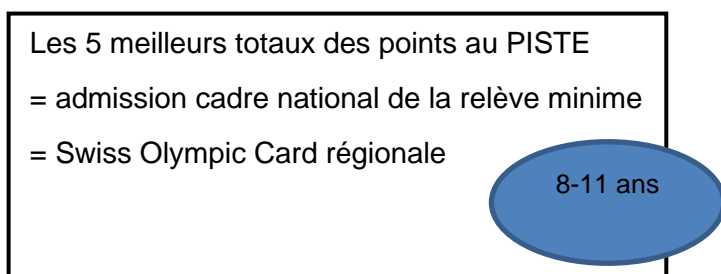 Les 5 meilleurs totaux des points au PISTE
= admission cadre national de la relève minime
= Swiss Olympic Card régionale
8-11 ans